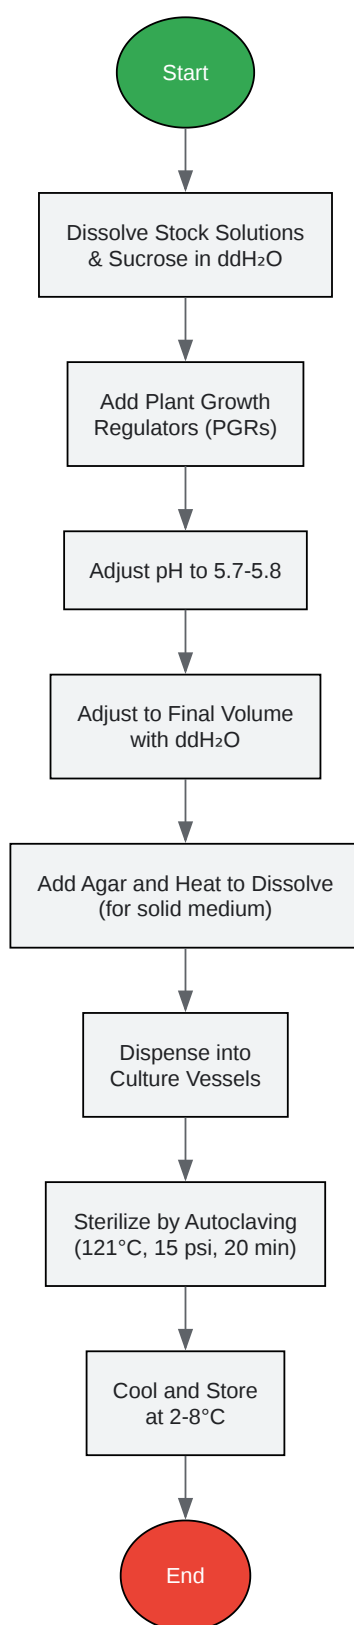 Start
Dissolve Stock Solutions
& Sucrose in ddH₂O
Add Plant Growth
Regulators (PGRs)
Adjust pH to 5.7-5.8
Adjust to Final Volume
with ddH₂O
Add Agar and Heat to Dissolve
(for solid medium)
Dispense into
Culture Vessels
Sterilize by Autoclaving
(121°C, 15 psi, 20 min)
Cool and Store
at 2-8°C
End